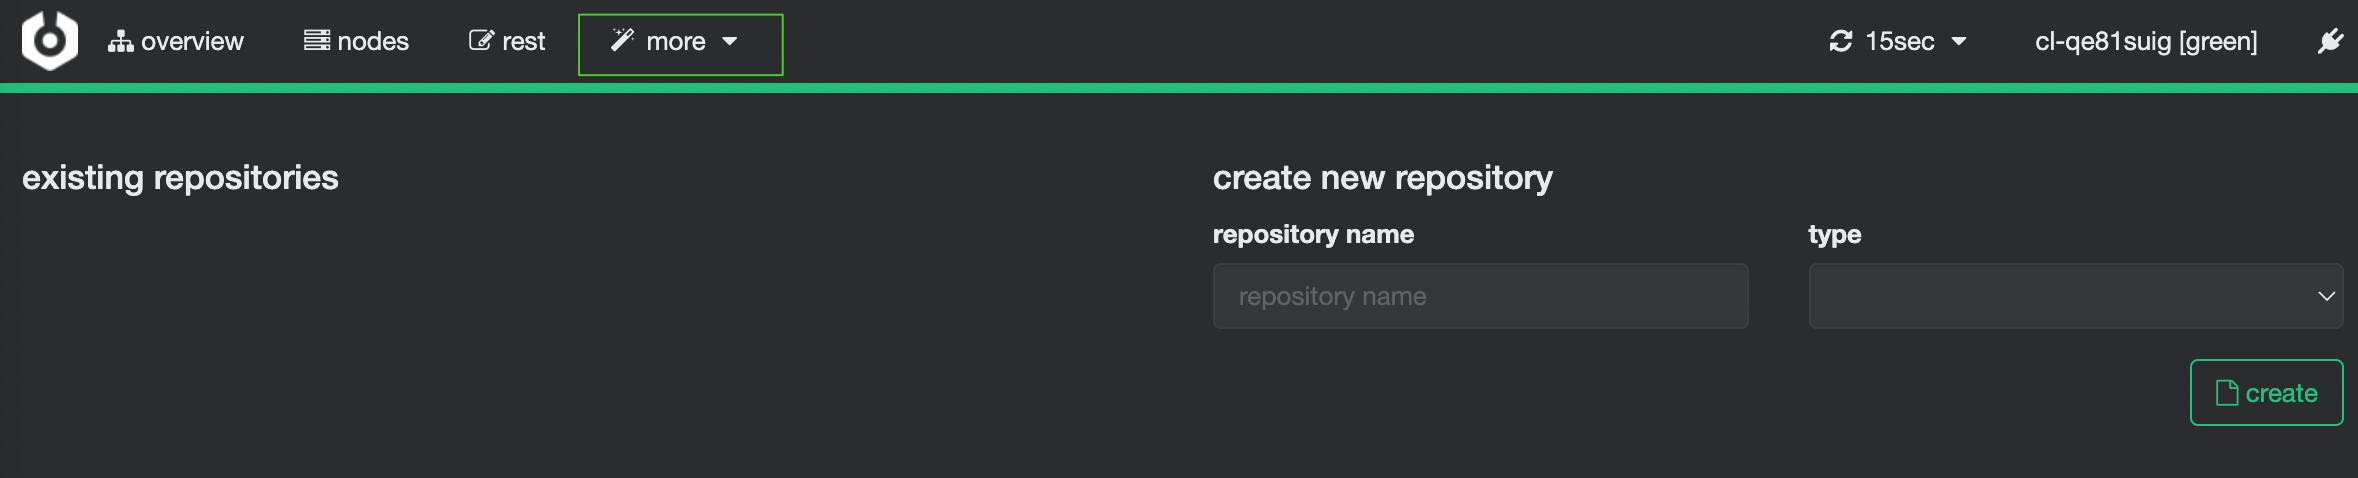 overview nodes rest more 15sec cl-qe81suig [green]
existing repositories
create new repository
repository name type
repository name
create